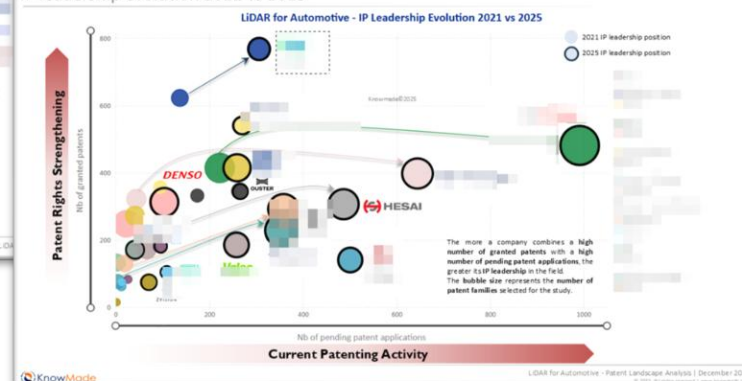 LiDAR for Automotive - IP Leadership Evolution 2021 vs 2025
2021 IP leadership position
2025 IP leadership position
Patent Rights Strengthening
Nb of granted patents
800
600
400
200
0
Knowmade©2025
DENSO
OUSTER
HESAI
The more a company combines a high
number of granted patents with a high
number of pending patent applications, the
greater its IP leadership in the field.
The bubble size represents the number of
patent families selected for the study.
0
200
400
600
800
1000
Nb of pending patent applications
Current Patenting Activity
KnowMade
LiDAR for Automotive - Patent Landscape Analysis | December 20